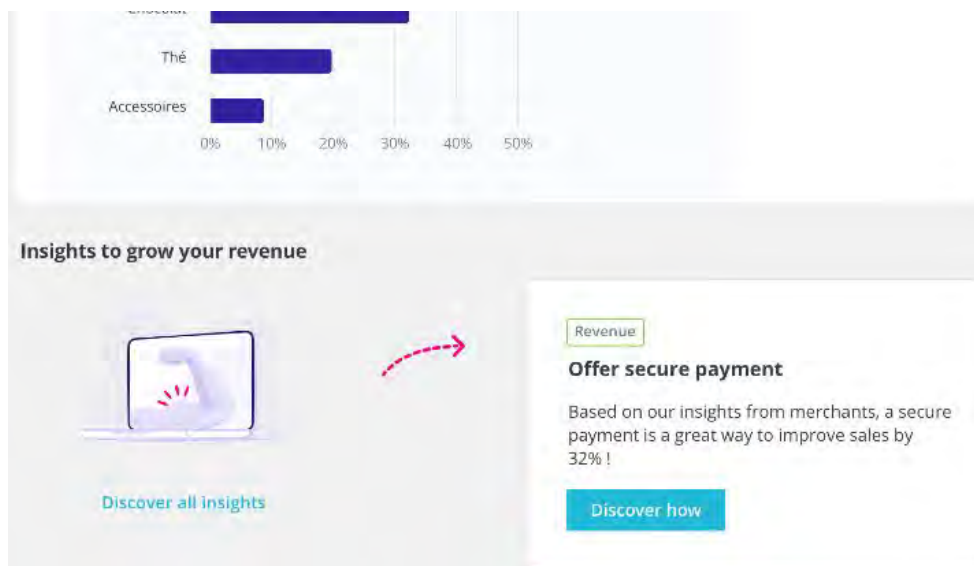 Chocolat
Thé
Accessoires
0% 10% 20% 30% 40% 50%
Insights to grow your revenue
Revenue
Offer secure payment
Based on our insights from merchants, a secure
payment is a great way to improve sales by
32% !
Discover all insights
Discover how